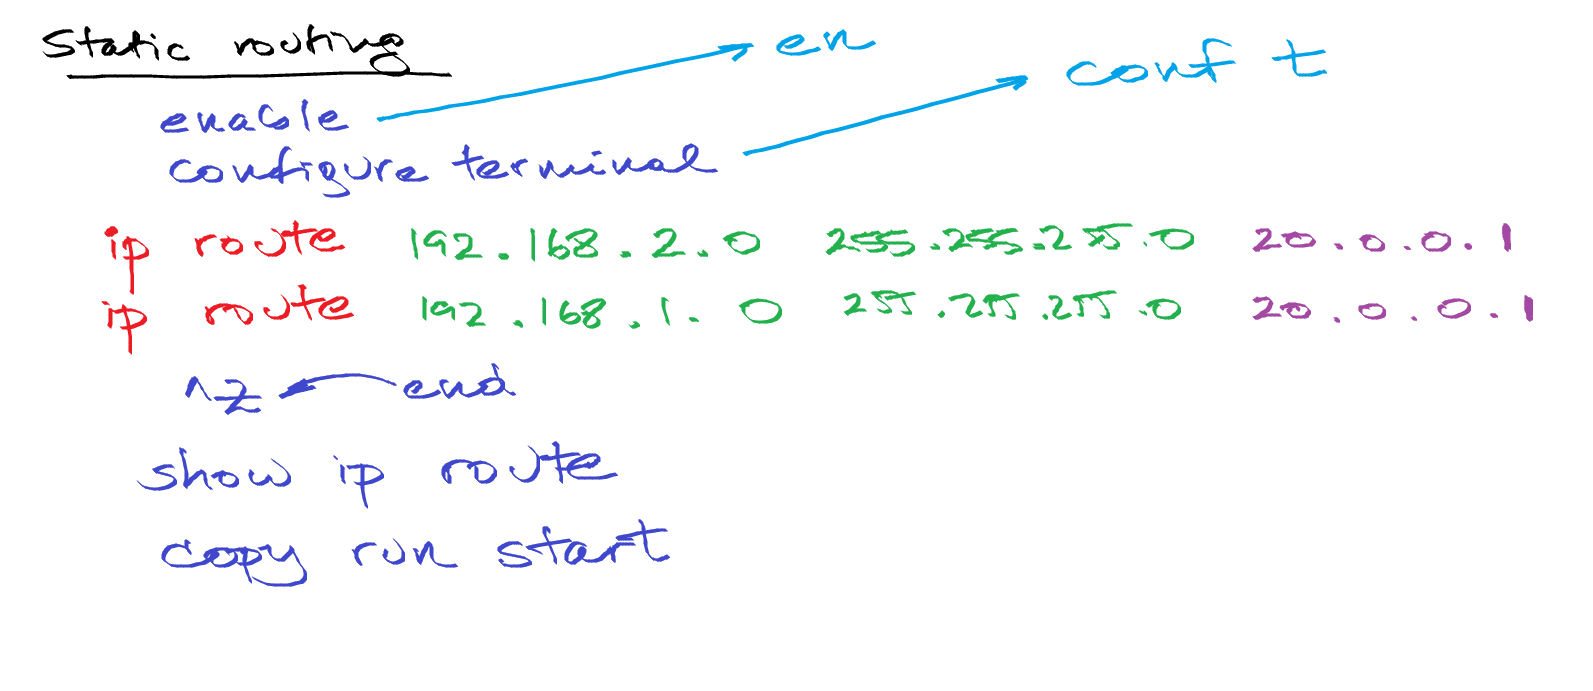 Static routing
enable → en
configure terminal → conf t
ip route 192.168.2.0 255.255.255.0 20.0.0.1
ip route 192.168.1.0 255.255.255.0 20.0.0.1
^z ← end
show ip route
copy run start